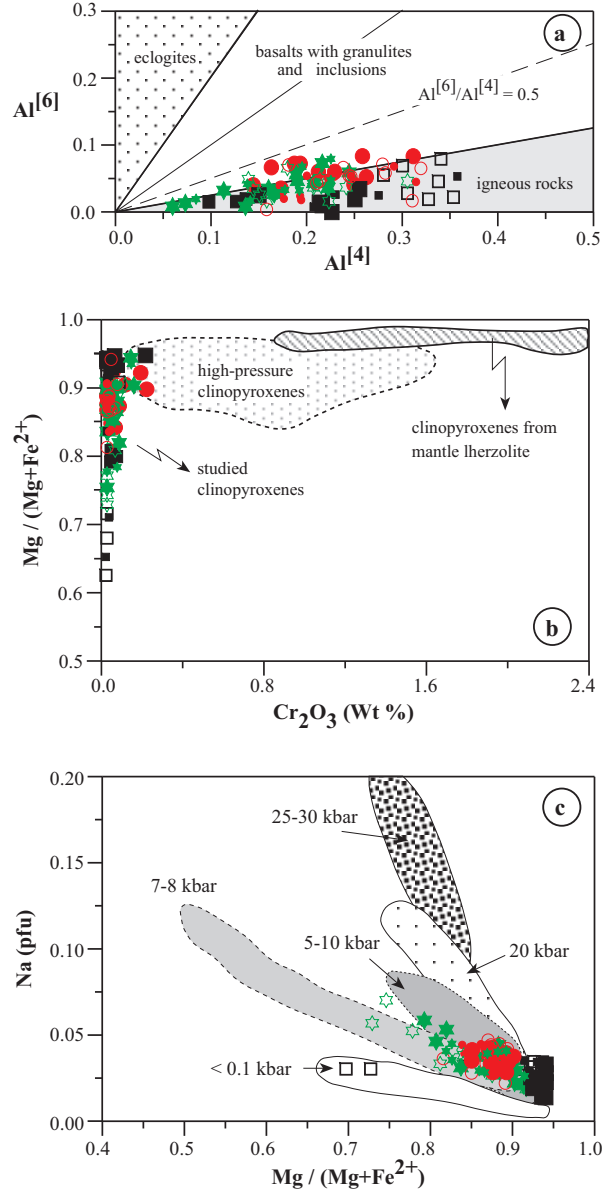 a
eclogites
basalts with granulites
and inclusions
Al[6]
Al[6]/Al[4] = 0.5
igneous rocks
0.3
0.2
0.1
0.0
0.0 0.1 0.2 0.3 0.4 0.5
Al[4]
1.0
0.9
0.8
0.7
0.6
0.5
Mg / (Mg+Fe2+)
high-pressure
clinopyroxenes
clinopyroxenes from
mantle lherzolite
studied
clinopyroxenes
b
0.0 0.8 1.6 2.4
Cr2O3 (Wt %)
c
0.20
0.15
0.10
0.05
0.00
Na (pfu)
25-30 kbar
7-8 kbar
5-10 kbar
20 kbar
< 0.1 kbar
0.4 0.5 0.6 0.7 0.8 0.9 1.0
Mg / (Mg+Fe2+)